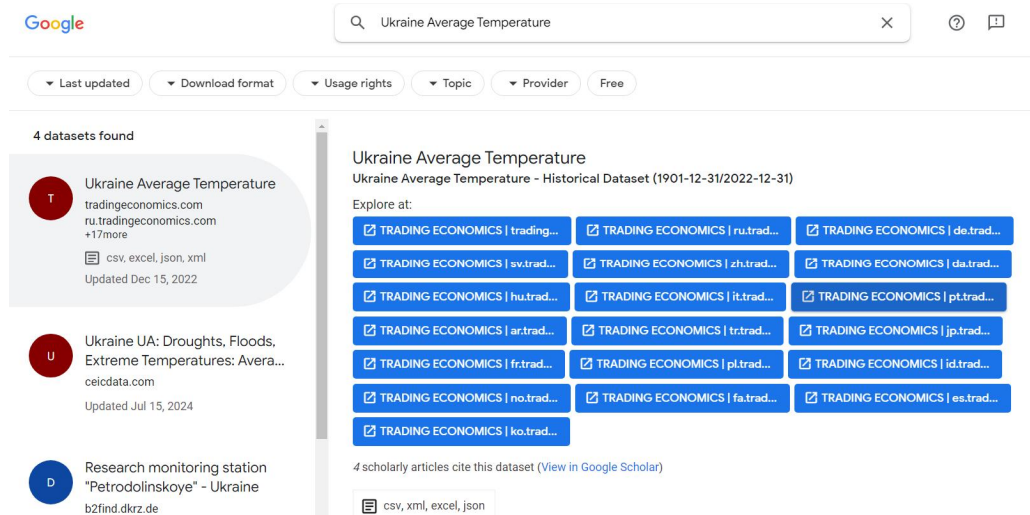 Google
Ukraine Average Temperature
Last updated
Download format
Usage rights
Topic
Provider
Free
4 datasets found
T
Ukraine Average Temperature
tradingeconomics.com
ru.tradingeconomics.com
+17more
csv, excel, json, xml
Updated Dec 15, 2022
U
Ukraine UA: Droughts, Floods,
Extreme Temperatures: Avera...
ceicdata.com
Updated Jul 15, 2024
D
Research monitoring station
"Petrodolinskoye" - Ukraine
b2find.dkrz.de
Ukraine Average Temperature
Ukraine Average Temperature - Historical Dataset (1901-12-31/2022-12-31)
Explore at:
TRADING ECONOMICS | trading...
TRADING ECONOMICS | ru.trad...
TRADING ECONOMICS | de.trad...
TRADING ECONOMICS | sv.trad...
TRADING ECONOMICS | zh.trad...
TRADING ECONOMICS | da.trad...
TRADING ECONOMICS | hu.trad...
TRADING ECONOMICS | it.trad...
TRADING ECONOMICS | pt.trad...
TRADING ECONOMICS | ar.trad...
TRADING ECONOMICS | tr.trad...
TRADING ECONOMICS | jp.trad...
TRADING ECONOMICS | fr.trad...
TRADING ECONOMICS | pl.trad...
TRADING ECONOMICS | id.trad...
TRADING ECONOMICS | no.trad...
TRADING ECONOMICS | fa.trad...
TRADING ECONOMICS | es.trad...
TRADING ECONOMICS | ko.trad...
4 scholarly articles cite this dataset (View in Google Scholar)
csv, xml, excel, json